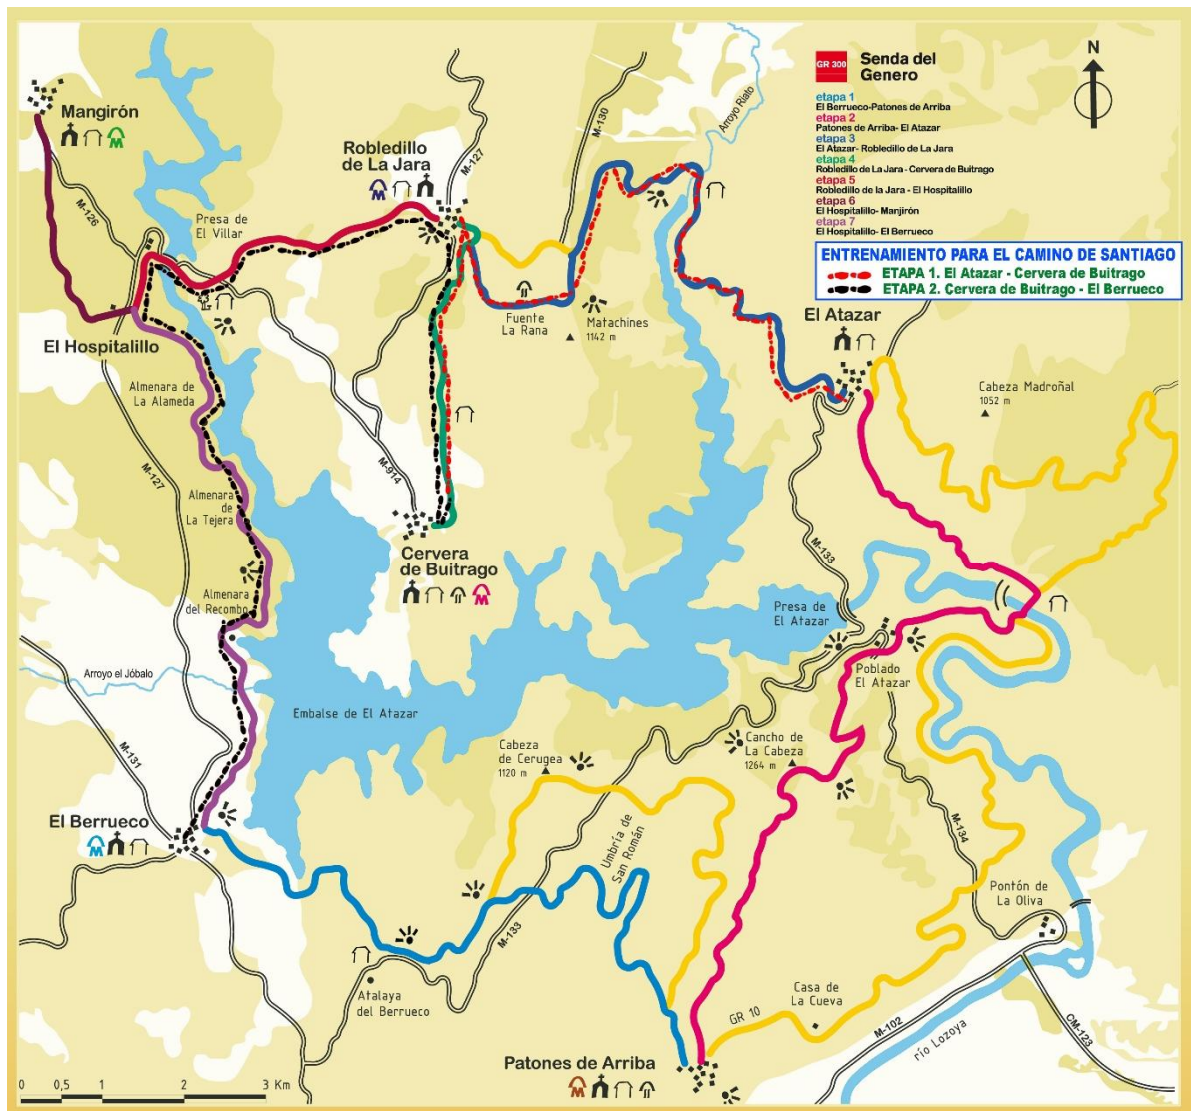 GR 300
Senda del
Genero
etapa 1
El Berrueco-Patones de Arriba
etapa 2
Patones de Arriba- El Atazar
etapa 3
El Atazar- Robledillo de La Jara
etapa 4
Robledillo de La Jara - Cervera de Buitrago
etapa 5
Robledillo de la Jara - El Hospitalillo
etapa 6
El Hospitalillo- Manjirón
etapa 7
El Hospitalillo- El Berrueco
ENTRENAMIENTO PARA EL CAMINO DE SANTIAGO
ETAPA 1. El Atazar - Cervera de Buitrago
ETAPA 2. Cervera de Buitrago - El Berrueco
N
Mangirón
M-126
Presa de
El Villar
Robledillo
de La Jara
M-127
M-130
Arroyo Riato
El Hospitalillo
Fuente
La Rana
Matachines
1142 m
El Atazar
Cabeza Madroñal
1052 m
Almenara de
La Alameda
M-127
M-914
Almenara
de
La Tejera
Cervera
de Buitrago
M-133
Almenara
del Recombo
Presa de
El Atazar
Poblado
El Atazar
Arroyo el Jóbalo
Embalse de El Atazar
M-131
Cabeza
de Cerugea
1120 m
Cancho de
La Cabeza
1264 m
El Berrueco
Umbría de
San Román
M-134
Pontón de
La Oliva
M-133
Atalaya
del Berrueco
Casa de
La Cueva
GR 10
M-102
río Lozoya
CM-123
Patones de Arriba
0 0,5 1 2 3 Km